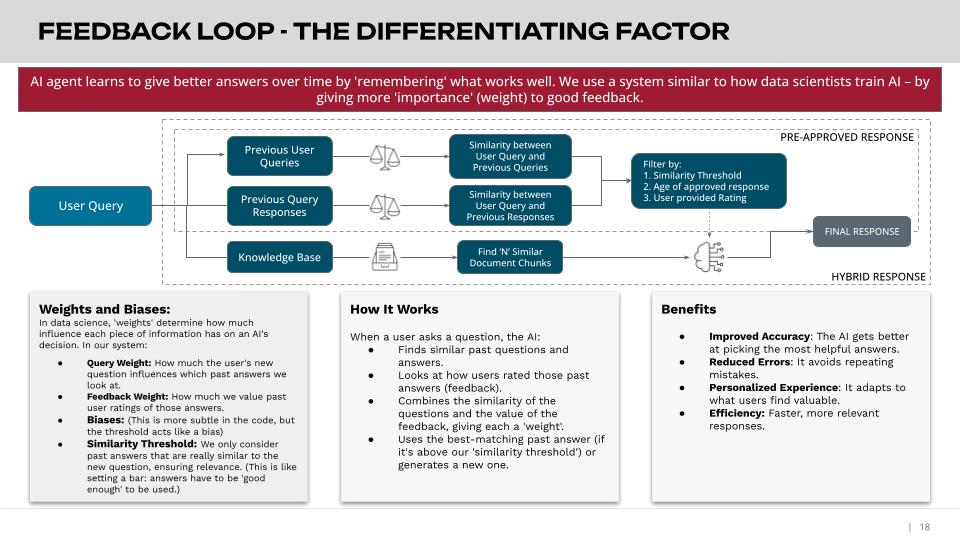 FEEDBACK LOOP - THE DIFFERENTIATING FACTOR
AI agent learns to give better answers over time by 'remembering' what works well. We use a system similar to how data scientists train AI – by
giving more 'importance' (weight) to good feedback.
PRE-APPROVED RESPONSE
User Query
Previous User
Queries
Similarity between
User Query and
Previous Queries
Previous Query
Responses
Similarity between
User Query and
Previous Responses
Filter by:
1. Similarity Threshold
2. Age of approved response
3. User provided Rating
Knowledge Base
Find ‘N’ Similar
Document Chunks
FINAL RESPONSE
HYBRID RESPONSE
Weights and Biases:
In data science, 'weights' determine how much
influence each piece of information has on an AI's
decision. In our system:
● Query Weight: How much the user's new
question influences which past answers we
look at.
● Feedback Weight: How much we value past
user ratings of those answers.
● Biases: (This is more subtle in the code, but
the threshold acts like a bias)
● Similarity Threshold: We only consider
past answers that are really similar to the
new question, ensuring relevance. (This is like
setting a bar: answers have to be 'good
enough' to be used.)
How It Works
When a user asks a question, the AI:
● Finds similar past questions and
answers.
● Looks at how users rated those past
answers (feedback).
● Combines the similarity of the
questions and the value of the
feedback, giving each a 'weight'.
● Uses the best-matching past answer (if
it's above our 'similarity threshold') or
generates a new one.
Benefits
● Improved Accuracy: The AI gets better
at picking the most helpful answers.
● Reduced Errors: It avoids repeating
mistakes.
● Personalized Experience: It adapts to
what users find valuable.
● Efficiency: Faster, more relevant
responses.
| 18